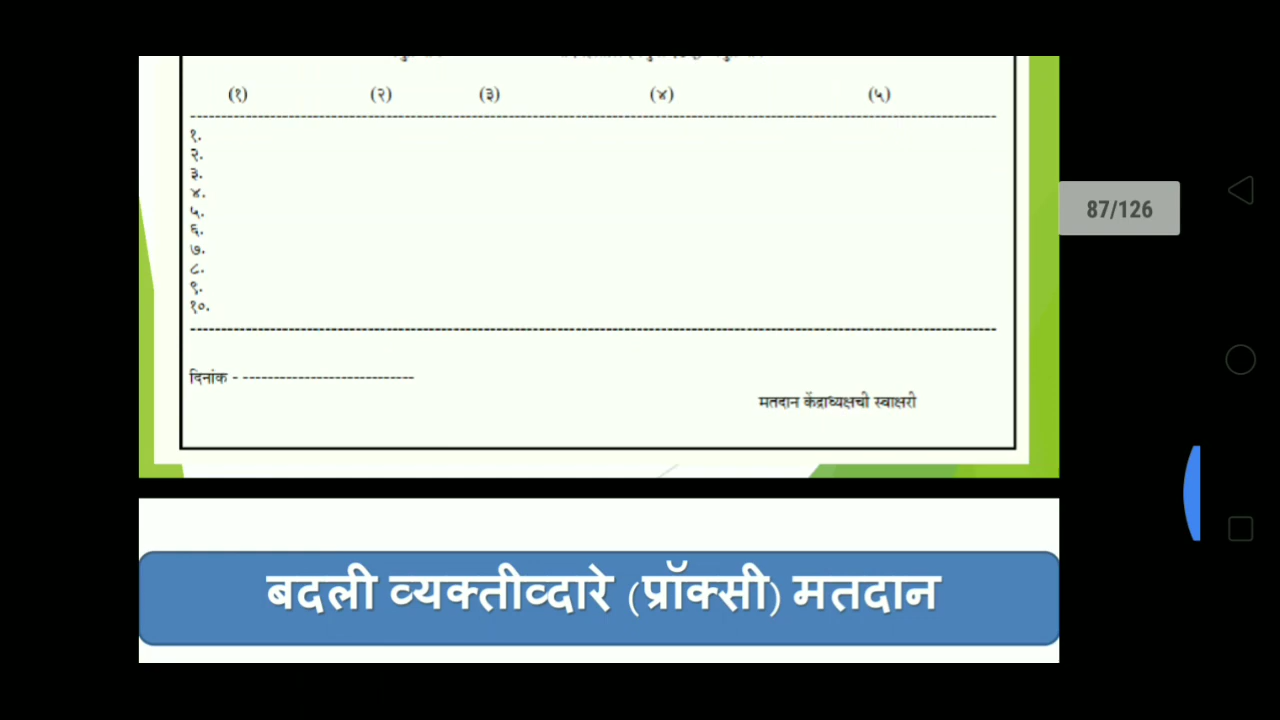 (१) (२) (३) (४) (५)
१.
२.
३.
४.
५.
६.
७.
८.
९.
१०.
दिनांक - ----------------------------
मतदान केंद्राध्यक्षची स्वाक्षरी
87/126
बदली व्यक्तीव्दारे (प्रॉक्सी) मतदान